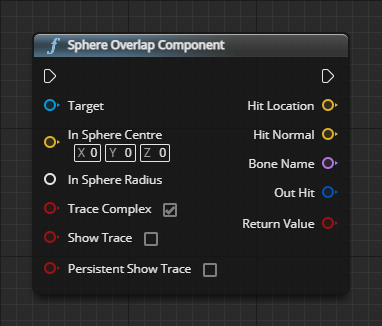 f Sphere Overlap Component
Target
Hit Location
In Sphere Centre
X 0 Y 0 Z 0
Hit Normal
Bone Name
In Sphere Radius
Out Hit
Trace Complex
Return Value
Show Trace
Persistent Show Trace